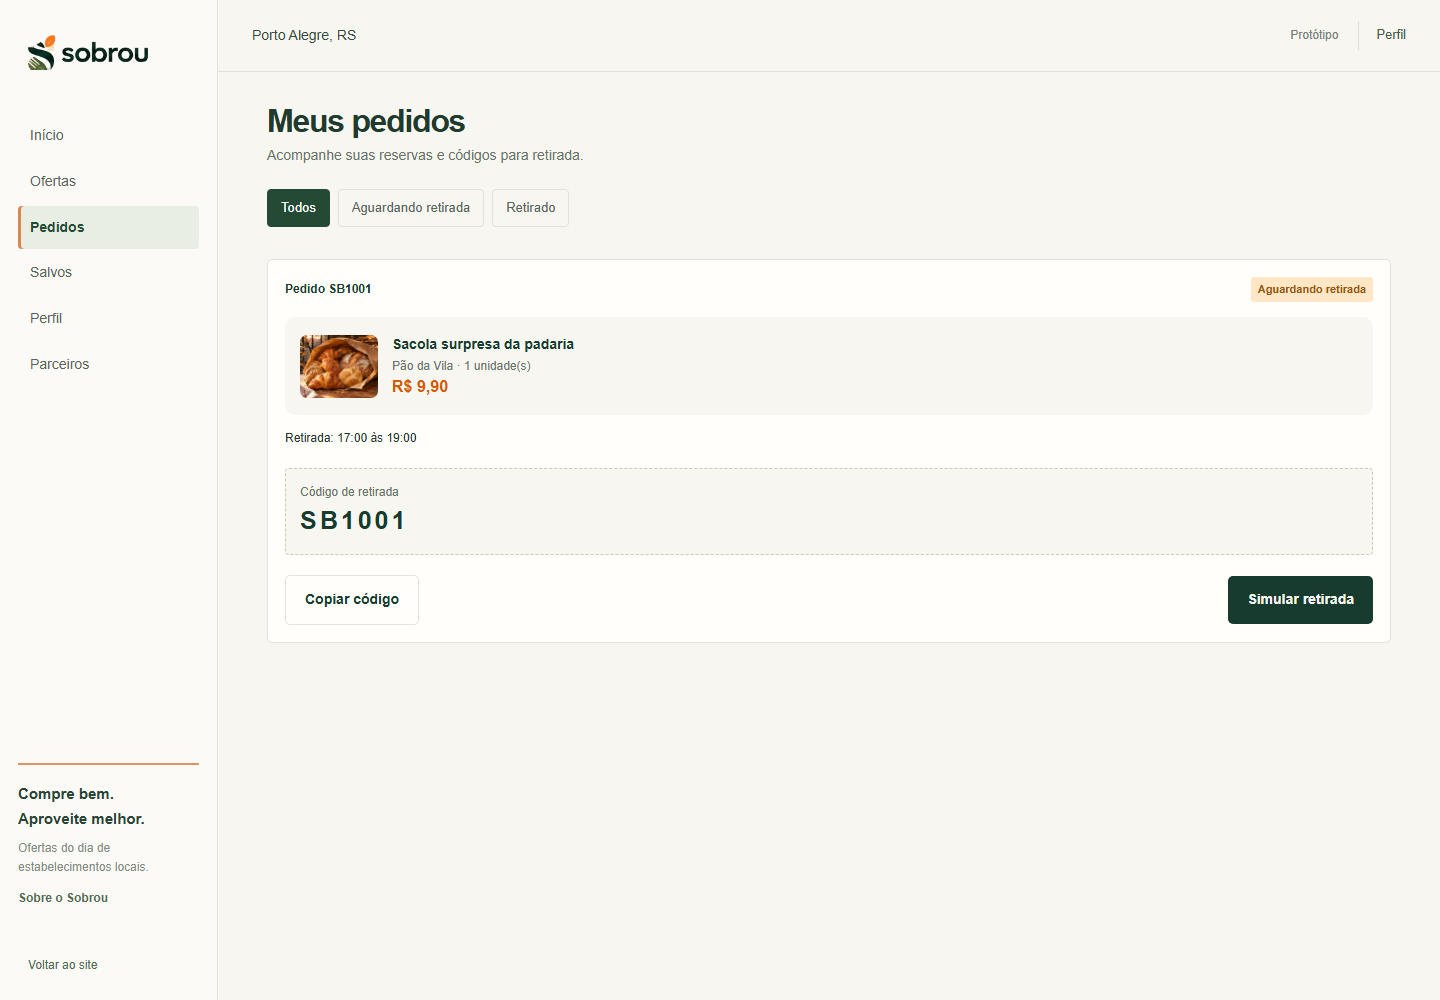 sobrou
Início
Ofertas
Pedidos
Salvos
Perfil
Parceiros
Compre bem.
Aproveite melhor.
Ofertas do dia de
estabelecimentos locais.
Sobre o Sobrou
Voltar ao site
Porto Alegre, RS
Protótipo
Perfil
Meus pedidos
Acompanhe suas reservas e códigos para retirada.
Todos
Aguardando retirada
Retirado
Pedido SB1001
Aguardando retirada
Sacola surpresa da padaria
Pão da Vila · 1 unidade(s)
R$ 9,90
Retirada: 17:00 às 19:00
Código de retirada
SB1001
Copiar código
Simular retirada